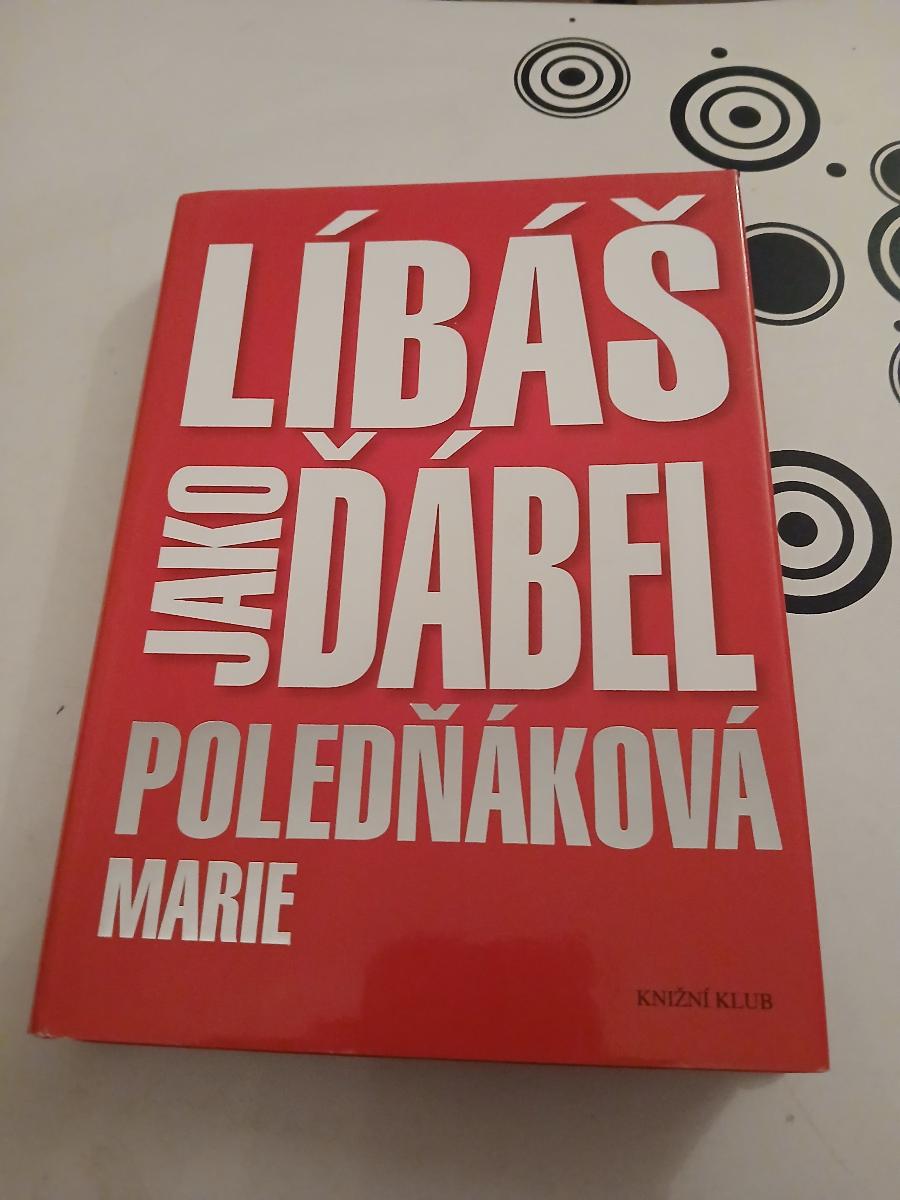 LÍBÁŠ
JAKO
ĎÁBEL
POLEDŇÁKOVÁ
MARIE
KNIŽNÍ KLUB